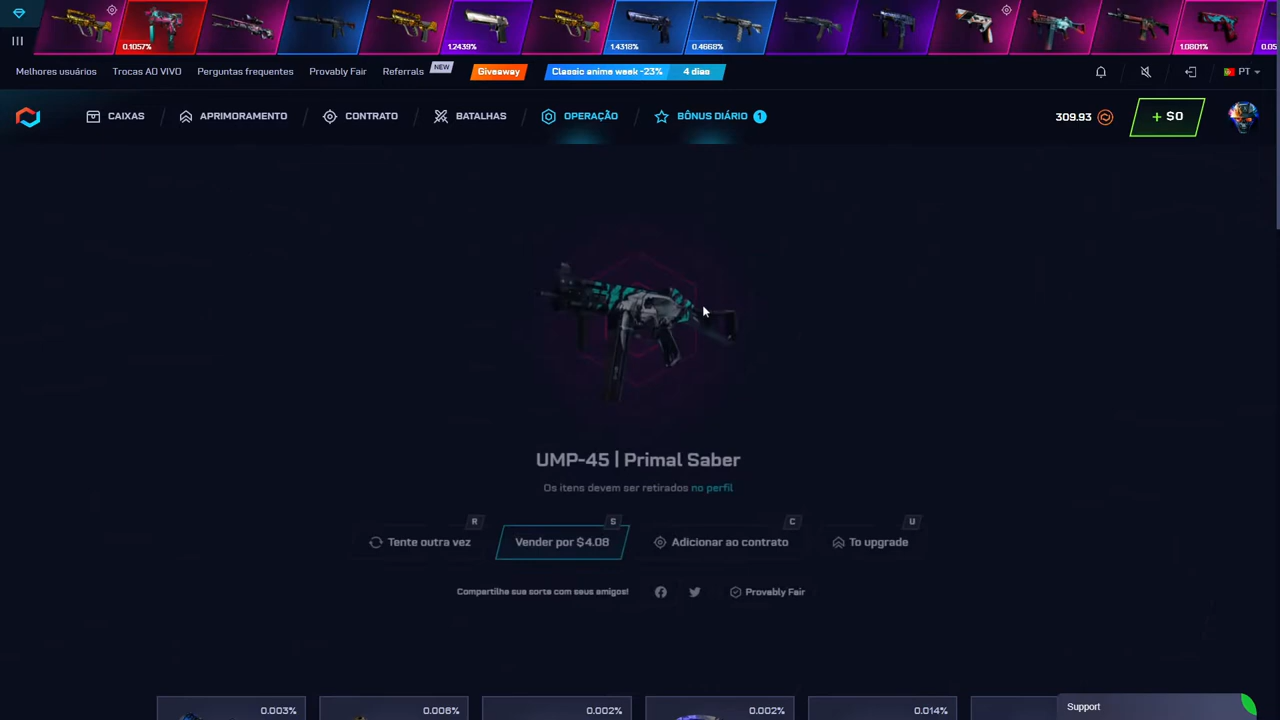 0.1057%
1.2439%
1.4318%
0.4668%
1.0801%
0.05
Melhores usuários
Trocas AO VIVO
Perguntas frequentes
Provably Fair
Referrals
NEW
Giveaway
Classic anime week -23%
4 dias
PT
CAIXAS
APRIMORAMENTO
CONTRATO
BATALHAS
OPERAÇÃO
BÔNUS DIÁRIO
1
309.93
+ $0
UMP-45 | Primal Saber
Os itens devem ser retirados no perfil
R
S
C
U
Tente outra vez
Vender por $4.08
Adicionar ao contrato
To upgrade
Compartilhe sua sorte com seus amigos!
Provably Fair
0.003%
0.006%
0.002%
0.002%
0.014%
Support